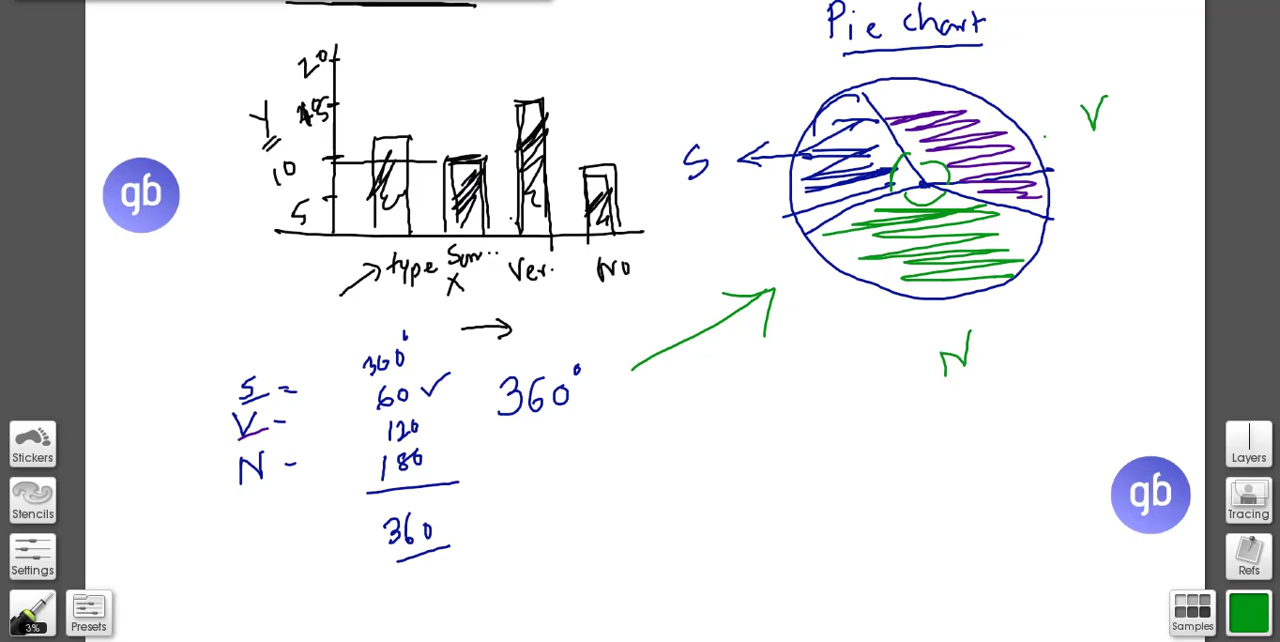 Pie chart
20
15
Y
10
5
type Ver. No
X
V
S
N
360°
S = 60 ✓ 360°
V - 120
N - 180
360
gb
gb
Stickers
Stencils
Settings
3%
Presets
Layers
Tracing
Refs
Samples